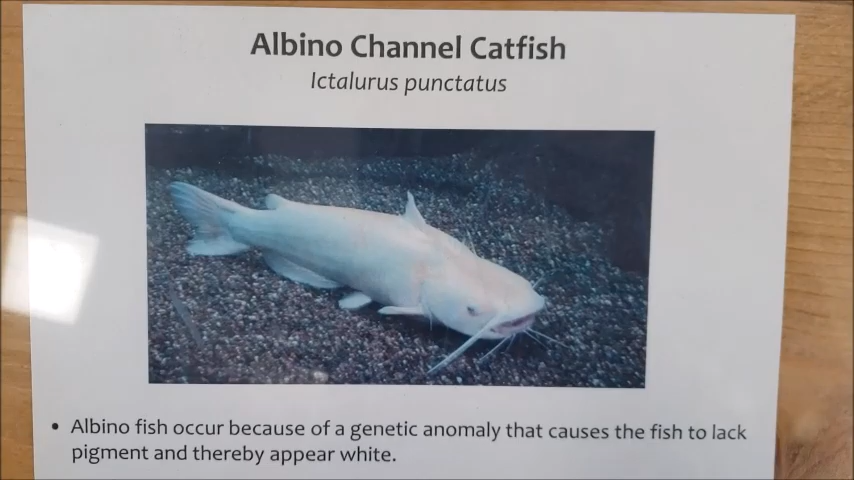 Albino Channel Catfish
Ictalurus punctatus
• Albino fish occur because of a genetic anomaly that causes the fish to lack
pigment and thereby appear white.